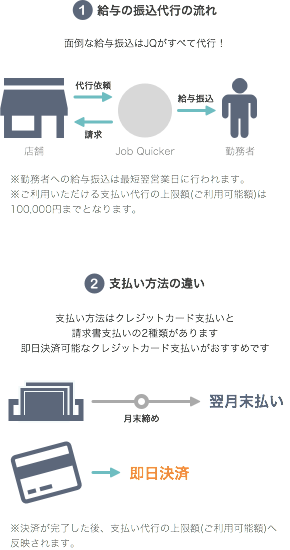 1 給与の振込代行の流れ
面倒な給与振込はJQがすべて代行！
代行依頼
給与振込
請求
店舗 Job Quicker 勤務者
※勤務者への給与振込は最短翌営業日に行われます。
※ご利用いただける支払い代行の上限額(ご利用可能額)は
100,000円までとなります。
2 支払い方法の違い
支払い方法はクレジットカード支払いと
請求書支払いの2種類があります
即日決済可能なクレジットカード支払いがおすすめです
翌月末払い
月末締め
即日決済
※決済が完了した後、支払い代行の上限額(ご利用可能額)へ
反映されます。